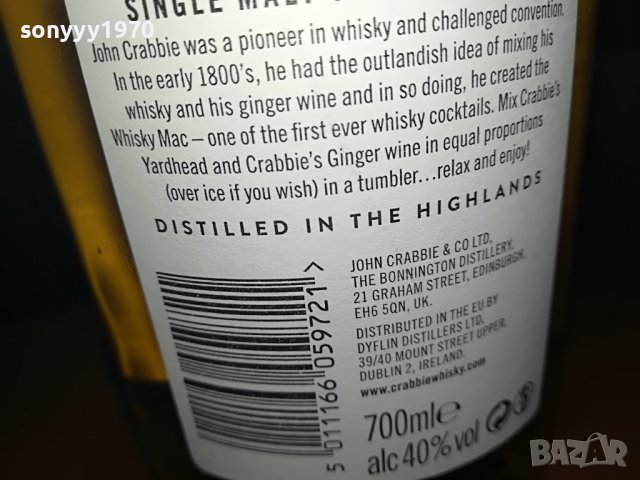 sonyyy1970
SINGLE MALT
John Crabbie was a pioneer in whisky and challenged convention.
In the early 1800's, he had the outlandish idea of mixing his
whisky and his ginger wine and in so doing, he created the
Whisky Mac – one of the first ever whisky cocktails. Mix Crabbie's
Yardhead and Crabbie's Ginger wine in equal proportions
(over ice if you wish) in a tumbler...relax and enjoy!
DISTILLED IN THE HIGHLANDS
JOHN CRABBIE & CO LTD,
THE BONNINGTON DISTILLERY,
21 GRAHAM STREET, EDINBURGH,
EH6 5QN, UK.
DISTRIBUTED IN THE EU BY
DYFLIN DISTILLERS LTD,
39/40 MOUNT STREET UPPER,
DUBLIN 2, IRELAND.
www.crabbiewhisky.com
5 011166 059721 >
700ml e
alc 40% vol
BAZAR